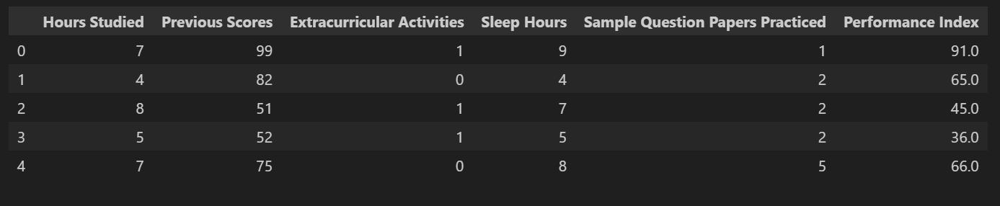 Hours Studied Previous Scores Extracurricular Activities Sleep Hours Sample Question Papers Practiced Performance Index
0 7 99 1 9 1 91.0
1 4 82 0 4 2 65.0
2 8 51 1 7 2 45.0
3 5 52 1 5 2 36.0
4 7 75 0 8 5 66.0